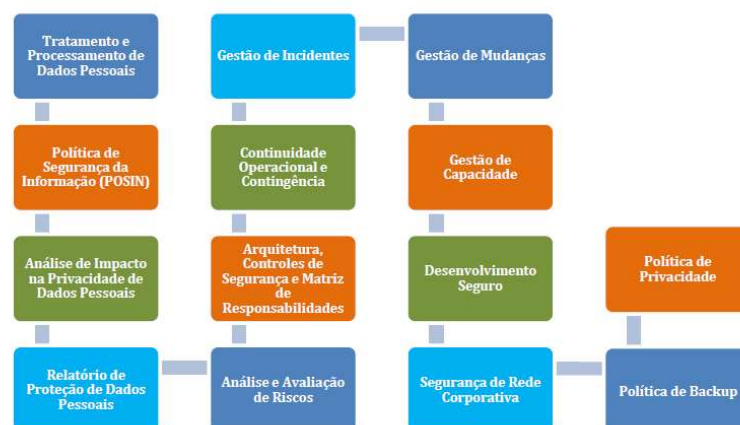 Tratamento e
Processamento de
Dados Pessoais
Política de
Segurança da
Informação (POSIN)
Análise de Impacto
na Privacidade de
Dados Pessoais
Relatório de
Proteção de Dados
Pessoais
Análise e Avaliação
de Riscos
Arquitetura,
Controles de
Segurança e Matriz
de
Responsabilidades
Continuidade
Operacional e
Contingência
Gestão de Incidentes
Gestão de Mudanças
Gestão de
Capacidade
Desenvolvimento
Seguro
Segurança de Rede
Corporativa
Política de Backup
Política de
Privacidade